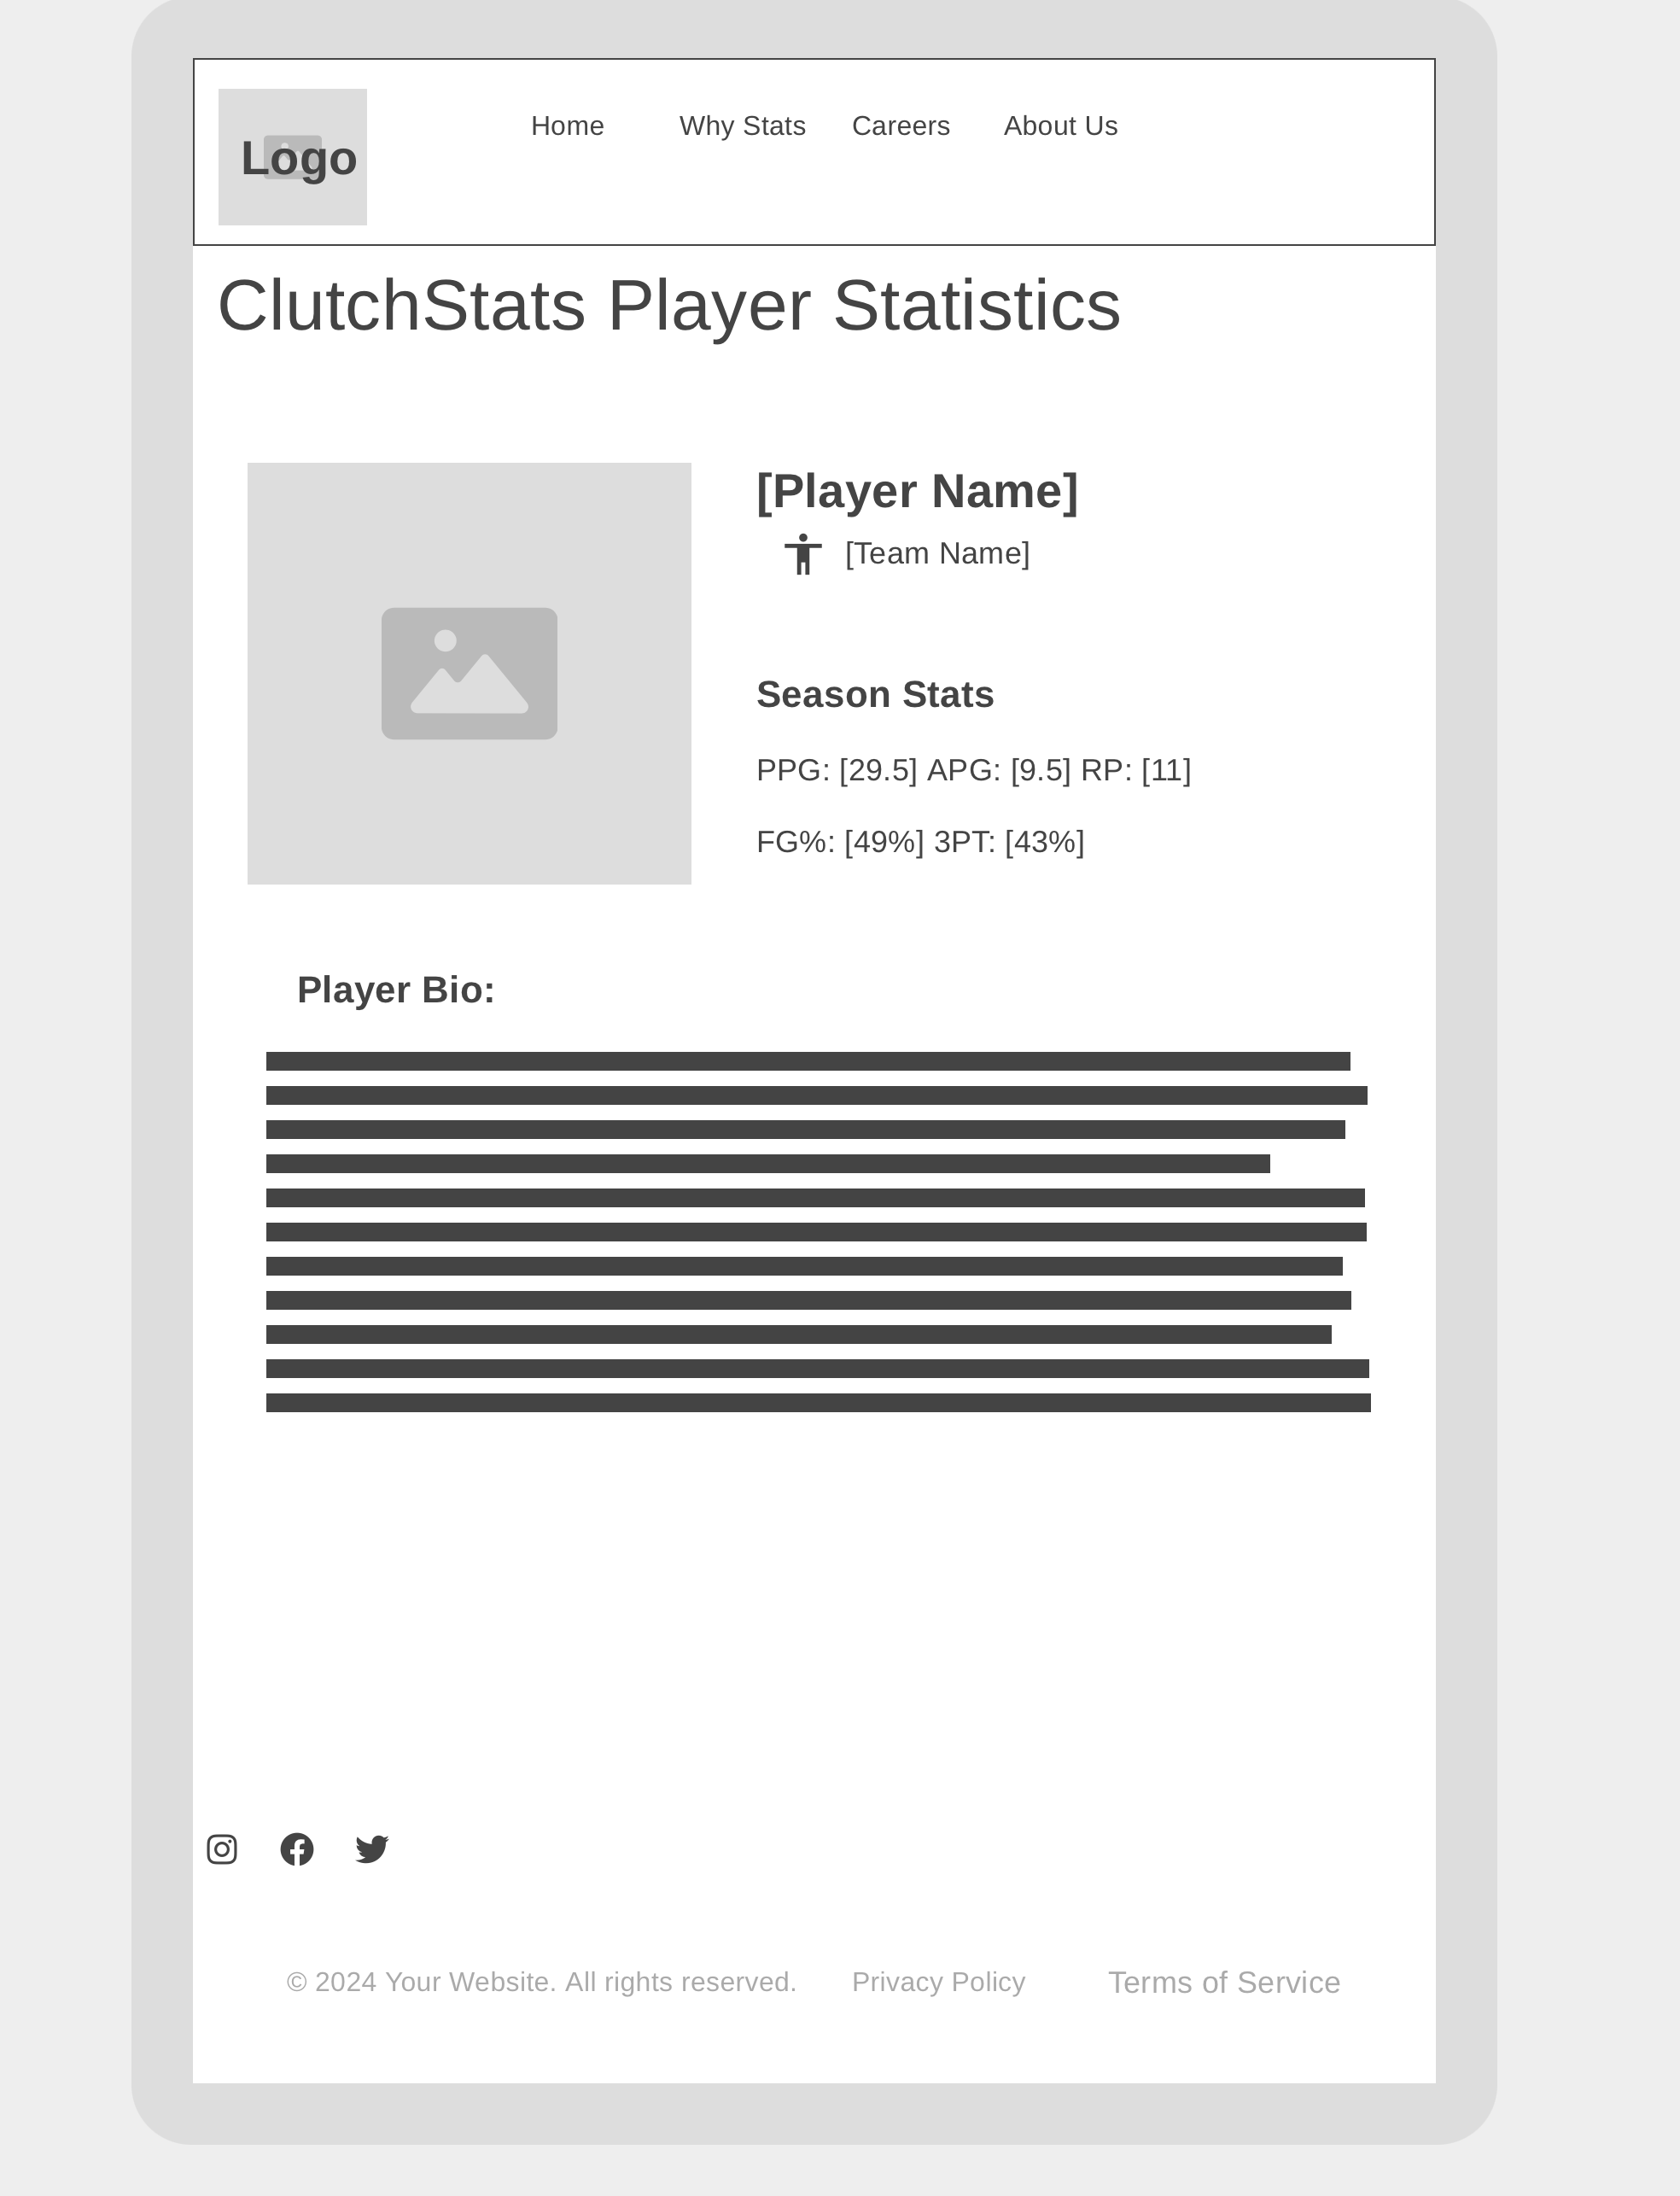 Logo
Home Why Stats Careers About Us
ClutchStats Player Statistics
[Player Name]
[Team Name]
Season Stats
PPG: [29.5] APG: [9.5] RP: [11]
FG%: [49%] 3PT: [43%]
Player Bio:
© 2024 Your Website. All rights reserved. Privacy Policy Terms of Service